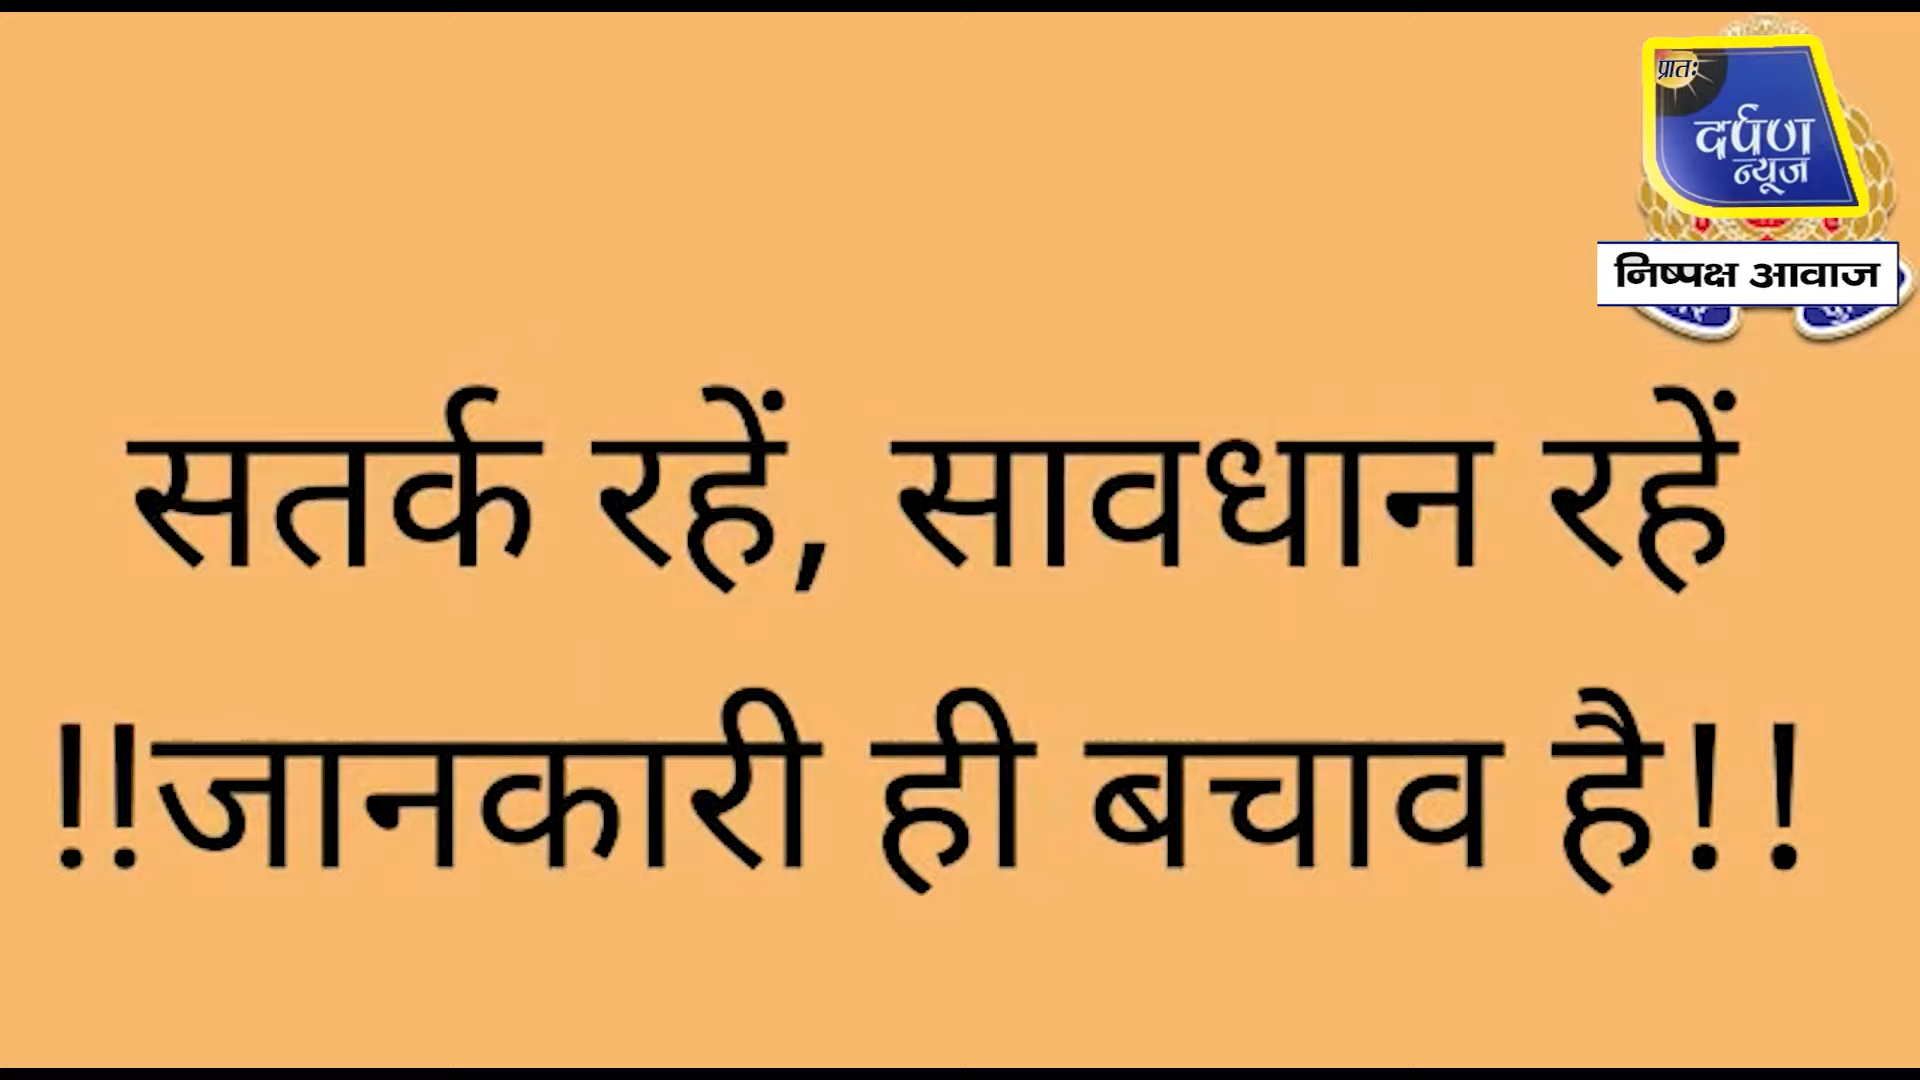 प्रातः
दर्पण
न्यूज
निष्पक्ष आवाज
सतर्क रहें, सावधान रहें
!!जानकारी ही बचाव है!!